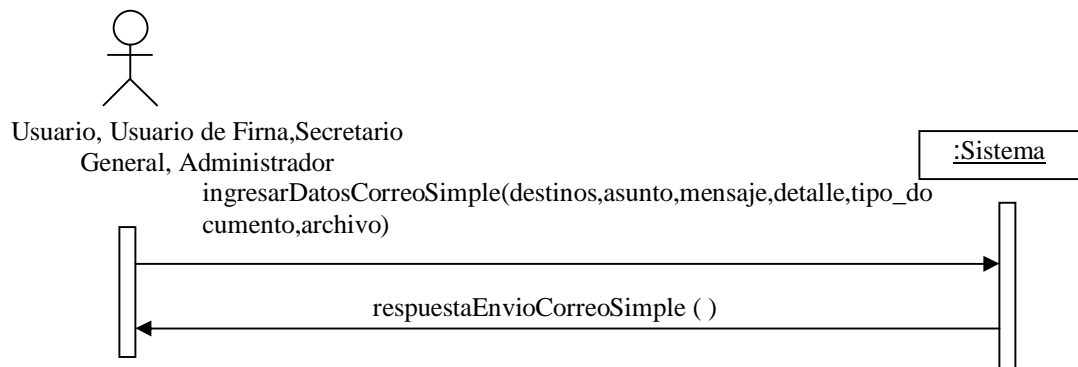 Usuario, Usuario de Firna,Secretario
General, Administrador
:Sistema
ingresarDatosCorreoSimple(destinos,asunto,mensaje,detalle,tipo_do
cumento,archivo)
respuestaEnvioCorreoSimple ( )